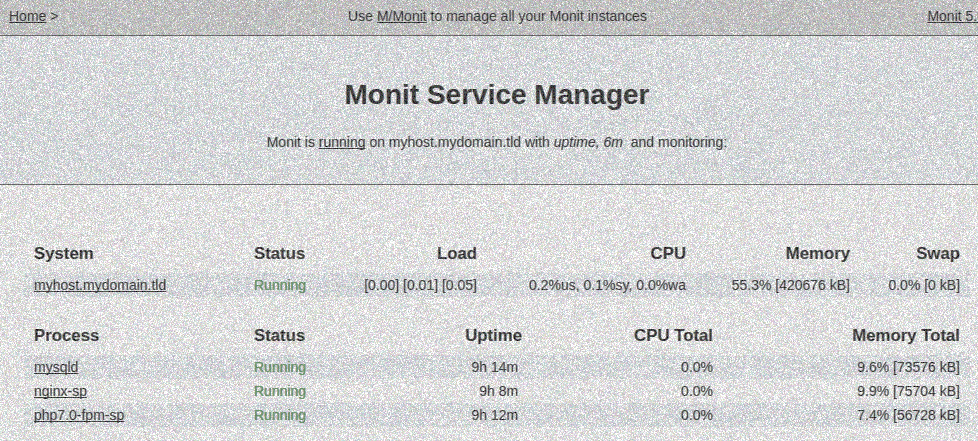 Home > Use M/Monit to manage all your Monit instances Monit 5.
Monit Service Manager
Monit is running on myhost.mydomain.tld with uptime, 6m and monitoring:
System Status Load CPU Memory Swap
myhost.mydomain.tld Running [0.00] [0.01] [0.05] 0.2%us, 0.1%sy, 0.0%wa 55.3% [420676 kB] 0.0% [0 kB]
Process Status Uptime CPU Total Memory Total
mysqld Running 9h 14m 0.0% 9.6% [73576 kB]
nginx-sp Running 9h 8m 0.0% 9.9% [75704 kB]
php7.0-fpm-sp Running 9h 12m 0.0% 7.4% [56728 kB]